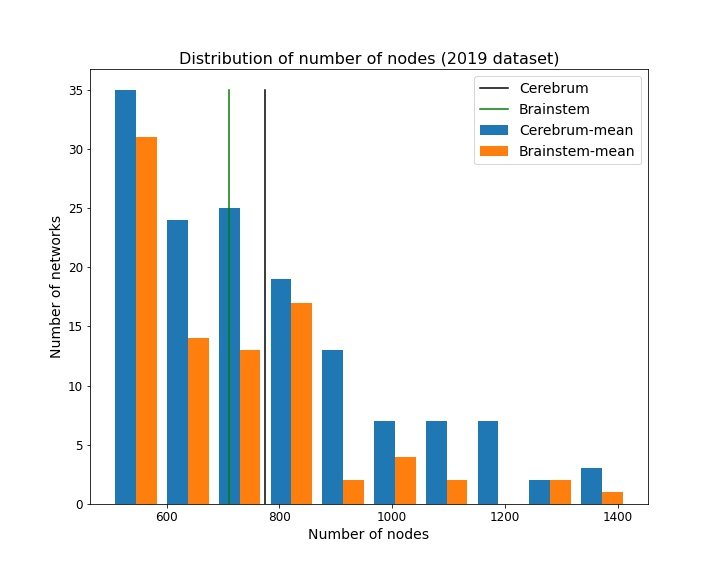 Distribution of number of nodes (2019 dataset)
Cerebrum
Brainstem
Cerebrum-mean
Brainstem-mean
Number of networks
35
30
25
20
15
10
5
0
600 800 1000 1200 1400
Number of nodes